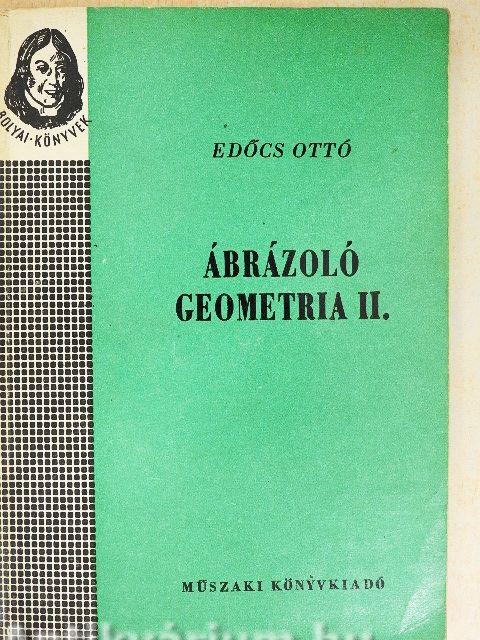 BOLYAI-KÖNYVEK
EDŐCS OTTÓ
ÁBRÁZOLÓ
GEOMETRIA II.
MŰSZAKI KÖNYVKIADÓ